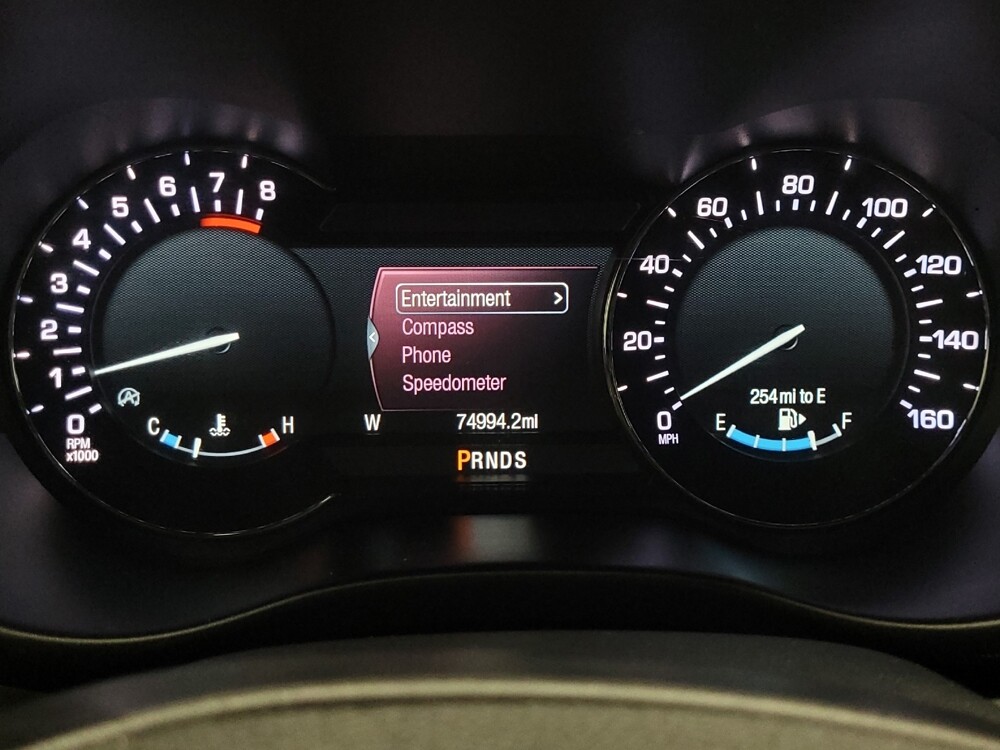 8
7
6
5
4
3
2
1
0
RPM
x1000
C
H
Entertainment >
Compass
Phone
Speedometer
W 74994.2mi
PRNDS
0
20
40
60
80
100
120
140
160
MPH
254 mi to E
E
F